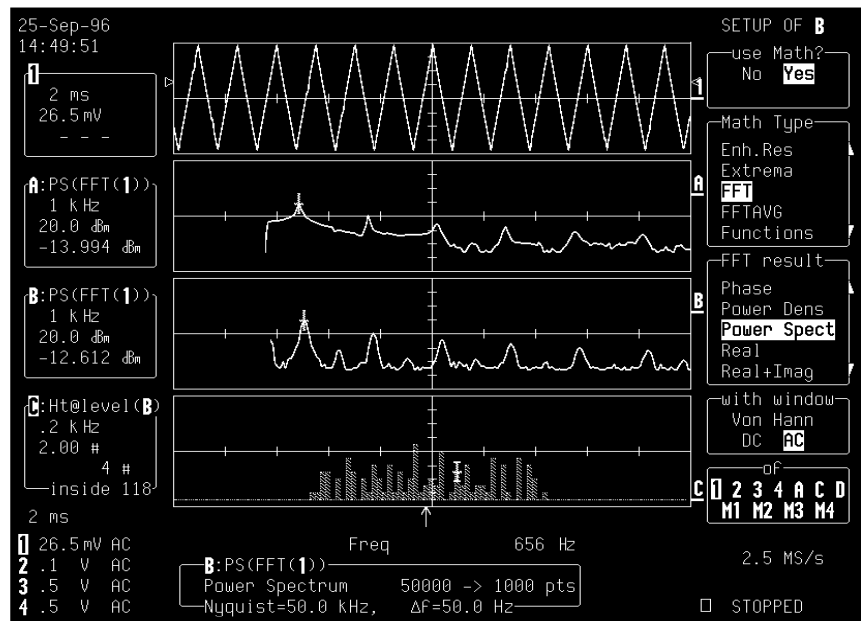 25-Sep-96
14:49:51
1
2 ms
26.5mV
- - -
A:PS(FFT(1))
1 kHz
20.0 dBm
-13.994 dBm
B:PS(FFT(1))
1 kHz
20.0 dBm
-12.612 dBm
C:Ht@level(B)
.2 kHz
2.00 #
4 #
inside 118
2 ms
1 26.5mV AC
2 .1 V AC
3 .5 V AC
4 .5 V AC
1
A
B
C
Freq 656 Hz
B:PS(FFT(1))
Power Spectrum 50000 -> 1000 pts
Nyquist=50.0 kHz, Δf=50.0 Hz
SETUP OF B
use Math?
No Yes
Math Type
Enh.Res
Extrema
FFT
FFTAVG
Functions
FFT result
Phase
Power Dens
Power Spect
Real
Real+Imag
with window
Von Hann
DC AC
of
1 2 3 4 A C D
M1 M2 M3 M4
2.5 MS/s
STOPPED